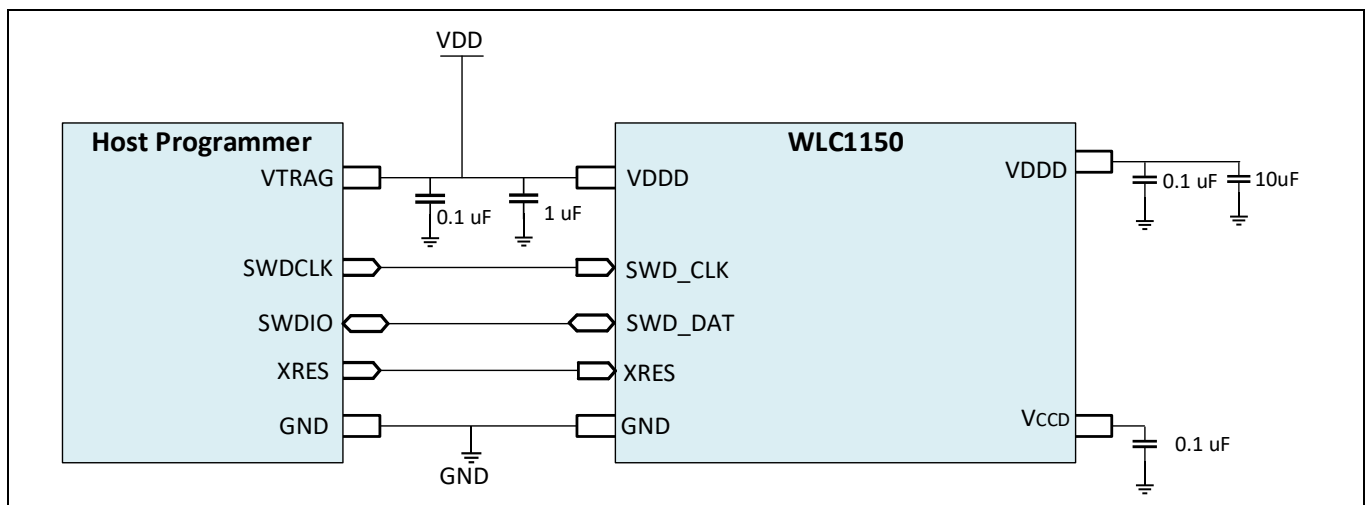 VDD
Host Programmer
WLC1150
VTRAG
VDDD
VDDD
0.1 uF
1 uF
0.1 uF
10uF
SWDCLK
SWD_CLK
SWDIO
SWD_DAT
XRES
XRES
GND
GND
VCCD
0.1 uF
GND